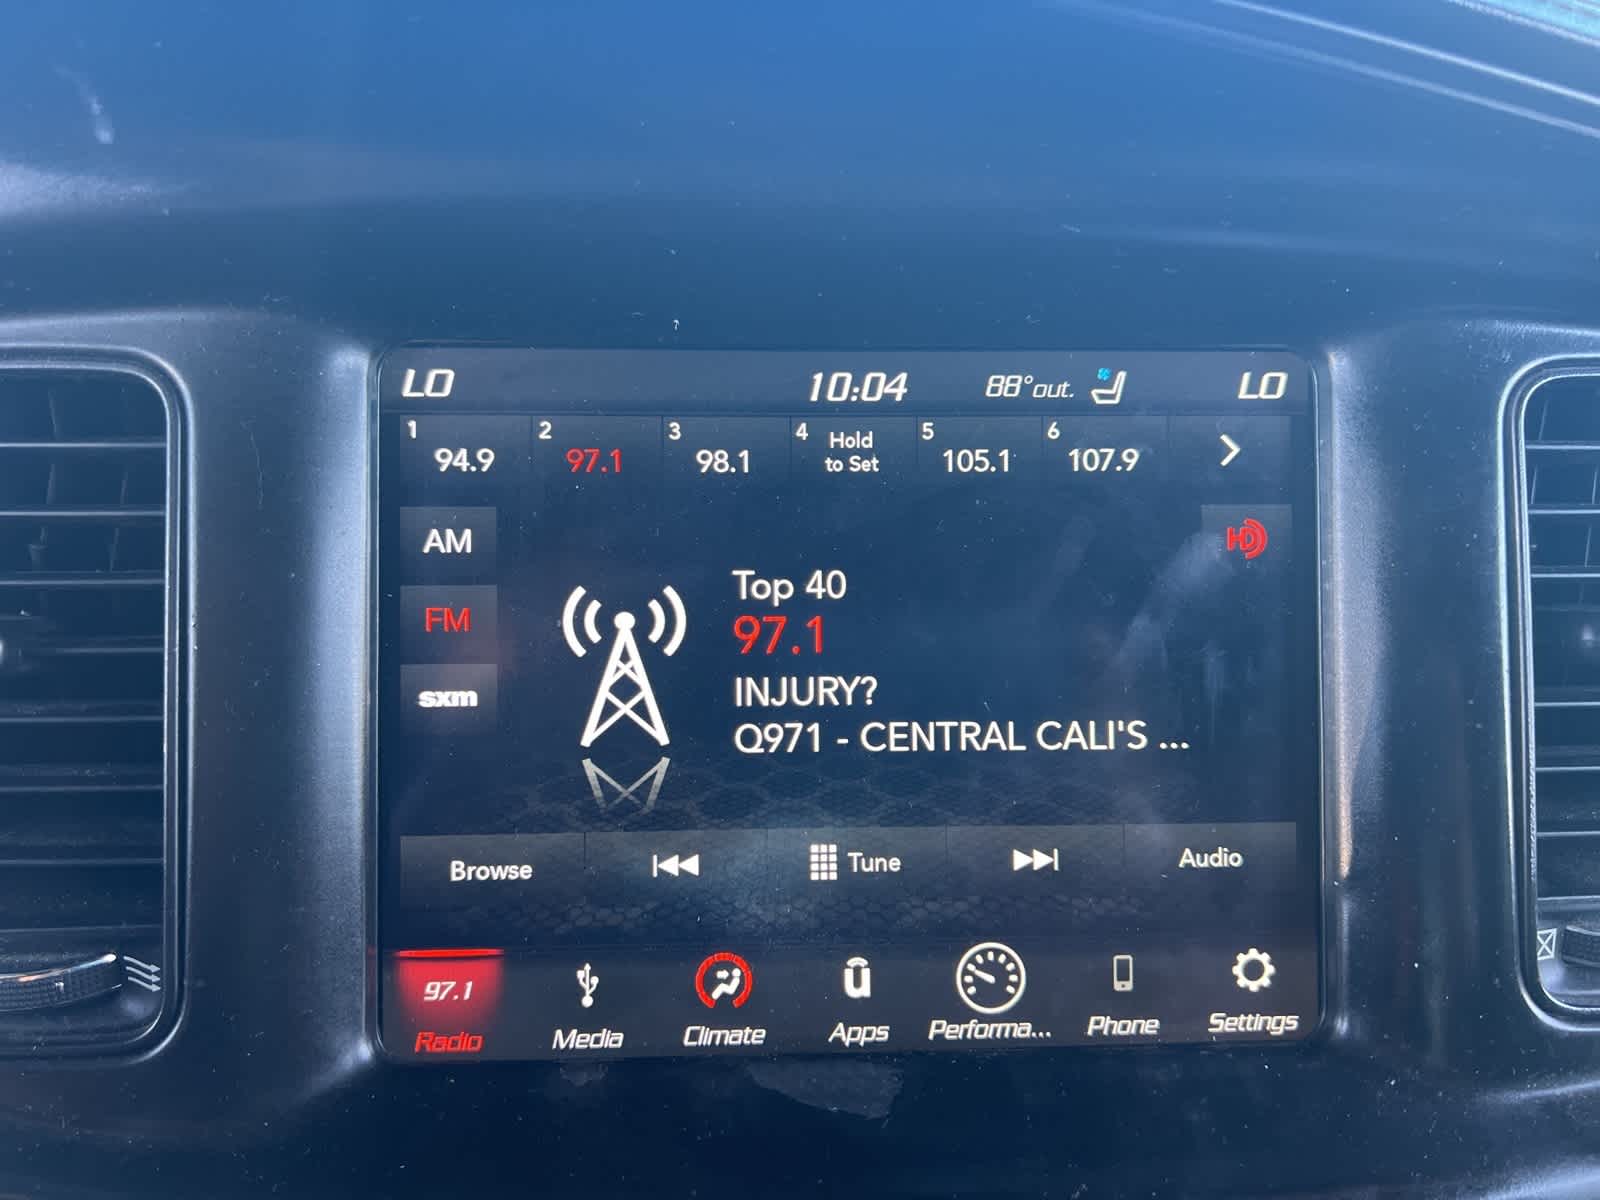 LO 10:04 88° out. LO
1 94.9 2 97.1 3 98.1 4 Hold to Set 5 105.1 6 107.9
AM
HD
FM
sxm
Top 40
97.1
INJURY?
Q971 - CENTRAL CALI'S ...
Browse Tune Audio
97.1
Radio Media Climate Apps Performa... Phone Settings